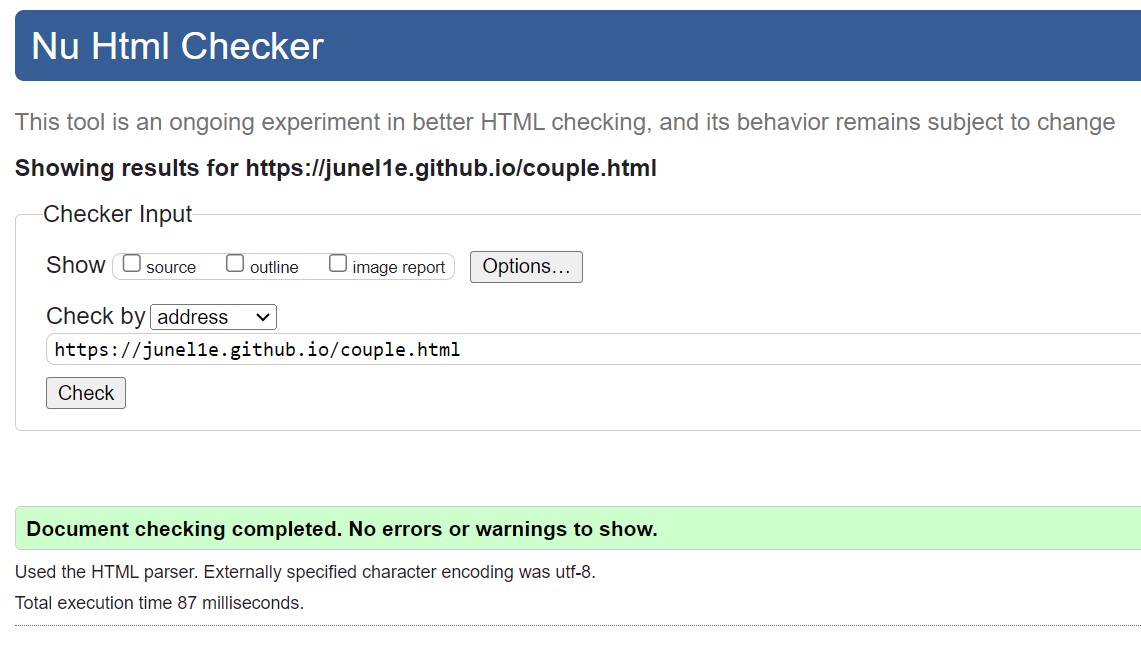 Nu Html Checker
This tool is an ongoing experiment in better HTML checking, and its behavior remains subject to change
Showing results for https://junel1e.github.io/couple.html
Checker Input
Show source outline image report Options...
Check by address
https://junel1e.github.io/couple.html
Check
Document checking completed. No errors or warnings to show.
Used the HTML parser. Externally specified character encoding was utf-8.
Total execution time 87 milliseconds.